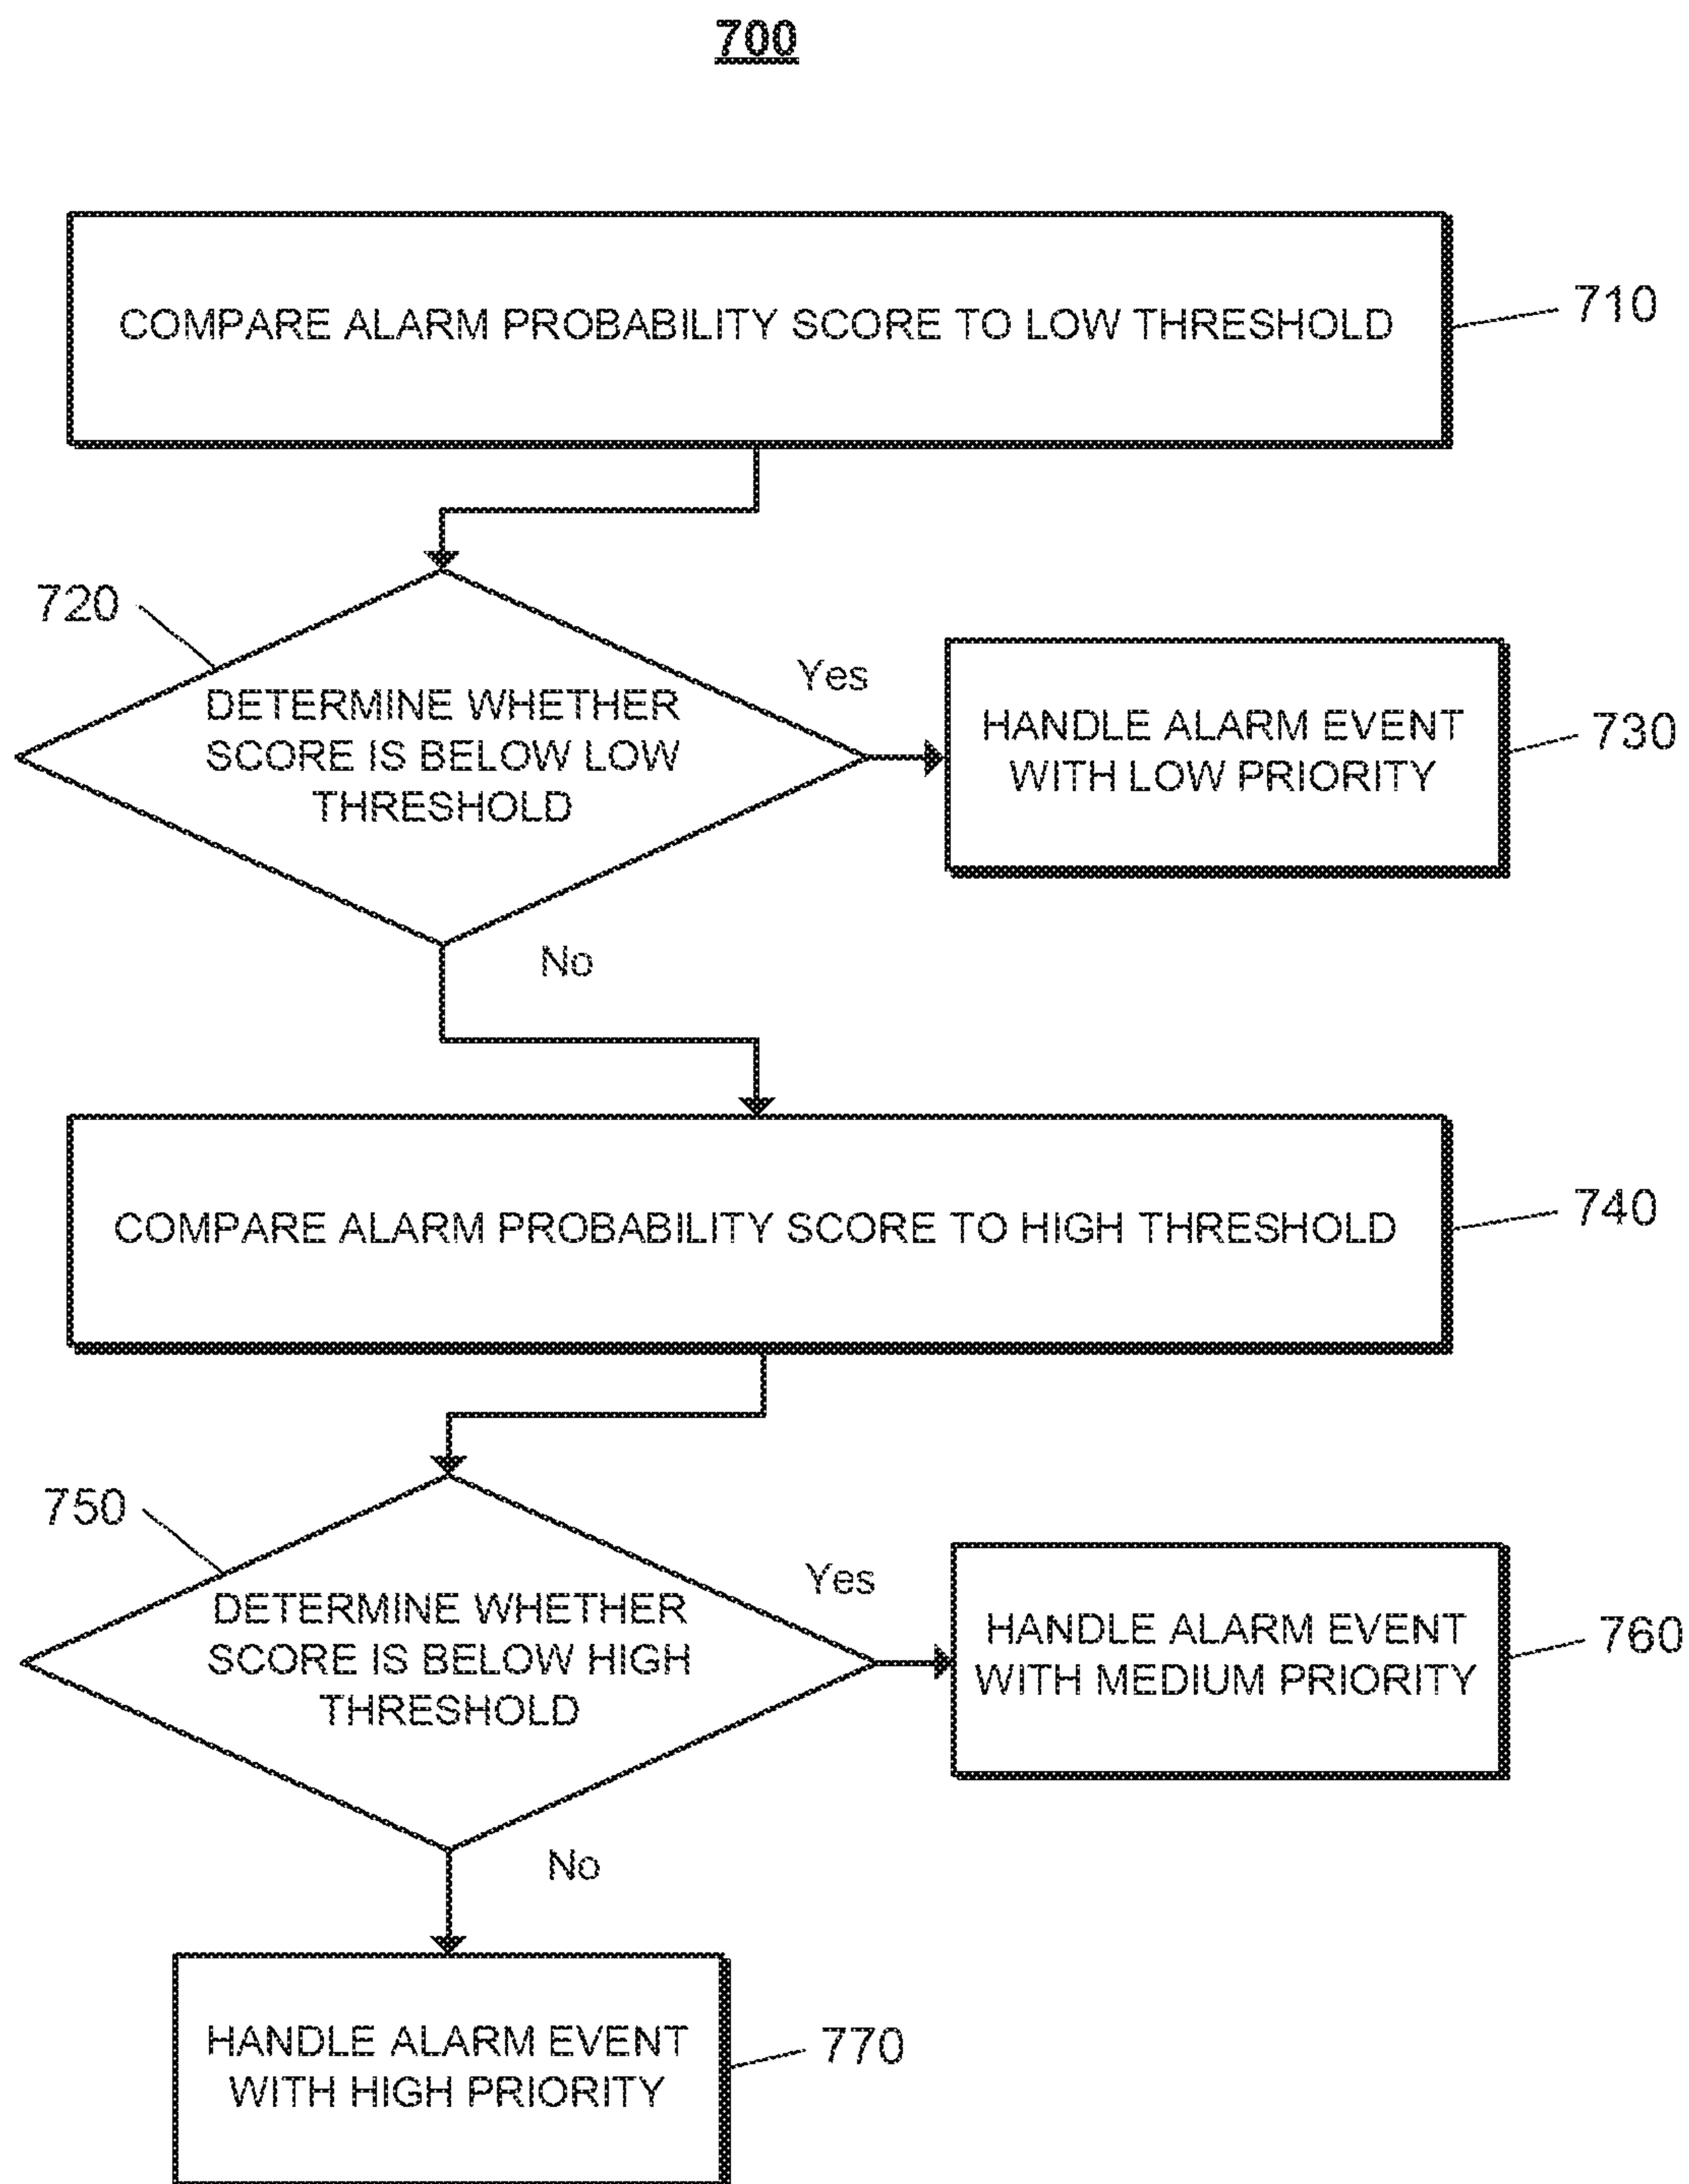 700
COMPARE ALARM PROBABILITY SCORE TO LOW THRESHOLD
710
720
DETERMINE WHETHER
SCORE IS BELOW LOW
THRESHOLD
Yes
HANDLE ALARM EVENT
WITH LOW PRIORITY
730
No
COMPARE ALARM PROBABILITY SCORE TO HIGH THRESHOLD
740
750
DETERMINE WHETHER
SCORE IS BELOW HIGH
THRESHOLD
Yes
HANDLE ALARM EVENT
WITH MEDIUM PRIORITY
760
No
HANDLE ALARM EVENT
WITH HIGH PRIORITY
770